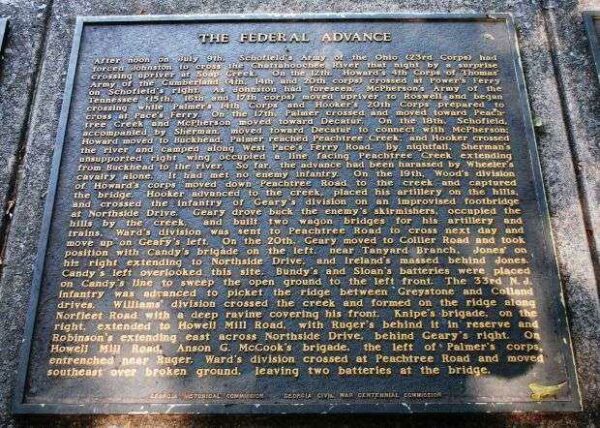 THE FEDERAL ADVANCE
After noon on July 9th, Schofield's Army of the Ohio (23rd Corps) had
forced Johnston to cross the Chattahoochee River that night by a surprise
crossing upriver at Soap Creek. On the 12th, Howard's 4th Corps of Thomas'
Army of the Cumberland (4th, 14th and 20th corps) crossed at Power's Ferry
on Schofield's right. As Johnston had foreseen, McPherson's Army of the
Tennessee (15th, 16th and 17th corps) moved upriver to Roswell and began
crossing while Palmer's 14th Corps and Hooker's 20th Corps prepared to
cross at Pace's Ferry. On the 17th, Palmer crossed and moved toward Peach-
tree Creek and McPherson moved toward Decatur. On the 18th, Schofield,
accompanied by Sherman, moved toward Decatur to connect with McPherson;
Howard moved to Buckhead, Palmer reached Peachtree Creek, and Hooker crossed
the river and camped along West Pace's Ferry Road. By nightfall, Sherman's
unsupported right wing occupied a line facing Peachtree Creek extending
from Buckhead to the river. So far, the advance had been harassed by Wheeler's
cavalry alone. It had met no enemy infantry. On the 19th, Wood's division
of Howard's corps moved down Peachtree Road to the creek and captured
the bridge. Hooker advanced to the creek, placed his artillery on the hills,
and crossed the infantry of Geary's division on an improvised footbridge
at Northside Drive. Geary drove back the enemy's skirmishers, occupied the
hills by the creek, and built two wagon bridges for his artillery and
trains. Ward's division was sent to Peachtree Road to cross next day and
move up on Geary's left. On the 20th, Geary moved to Collier Road and took
position with Candy's brigade on the left, near Tanyard Branch, Jones' on
his right extending to Northside Drive, and Ireland's massed behind Jones.
Candy's left overlooked this site. Bundy's and Sloan's batteries were placed
on Candy's line to sweep the open ground to the left front. The 33rd N.J.
Infantry was advanced to picket the ridge between Greystone and Colland
drives. Williams' division crossed the creek and formed on the ridge along
Norfleet Road with a deep ravine covering his front. Knipe's brigade, on the
right, extended to Howell Mill Road, with Ruger's behind it in reserve and
Robinson's extending east across Northside Drive, behind Geary's right. On
Howell Mill Road, Anson G. McCook's brigade, the left of Palmer's corps,
entrenched near Ruger. Ward's division crossed at Peachtree Road and moved
southeast over broken ground, leaving two batteries at the bridge.
GEORGIA HISTORICAL COMMISSION GEORGIA CIVIL WAR CENTENNIAL COMMISSION